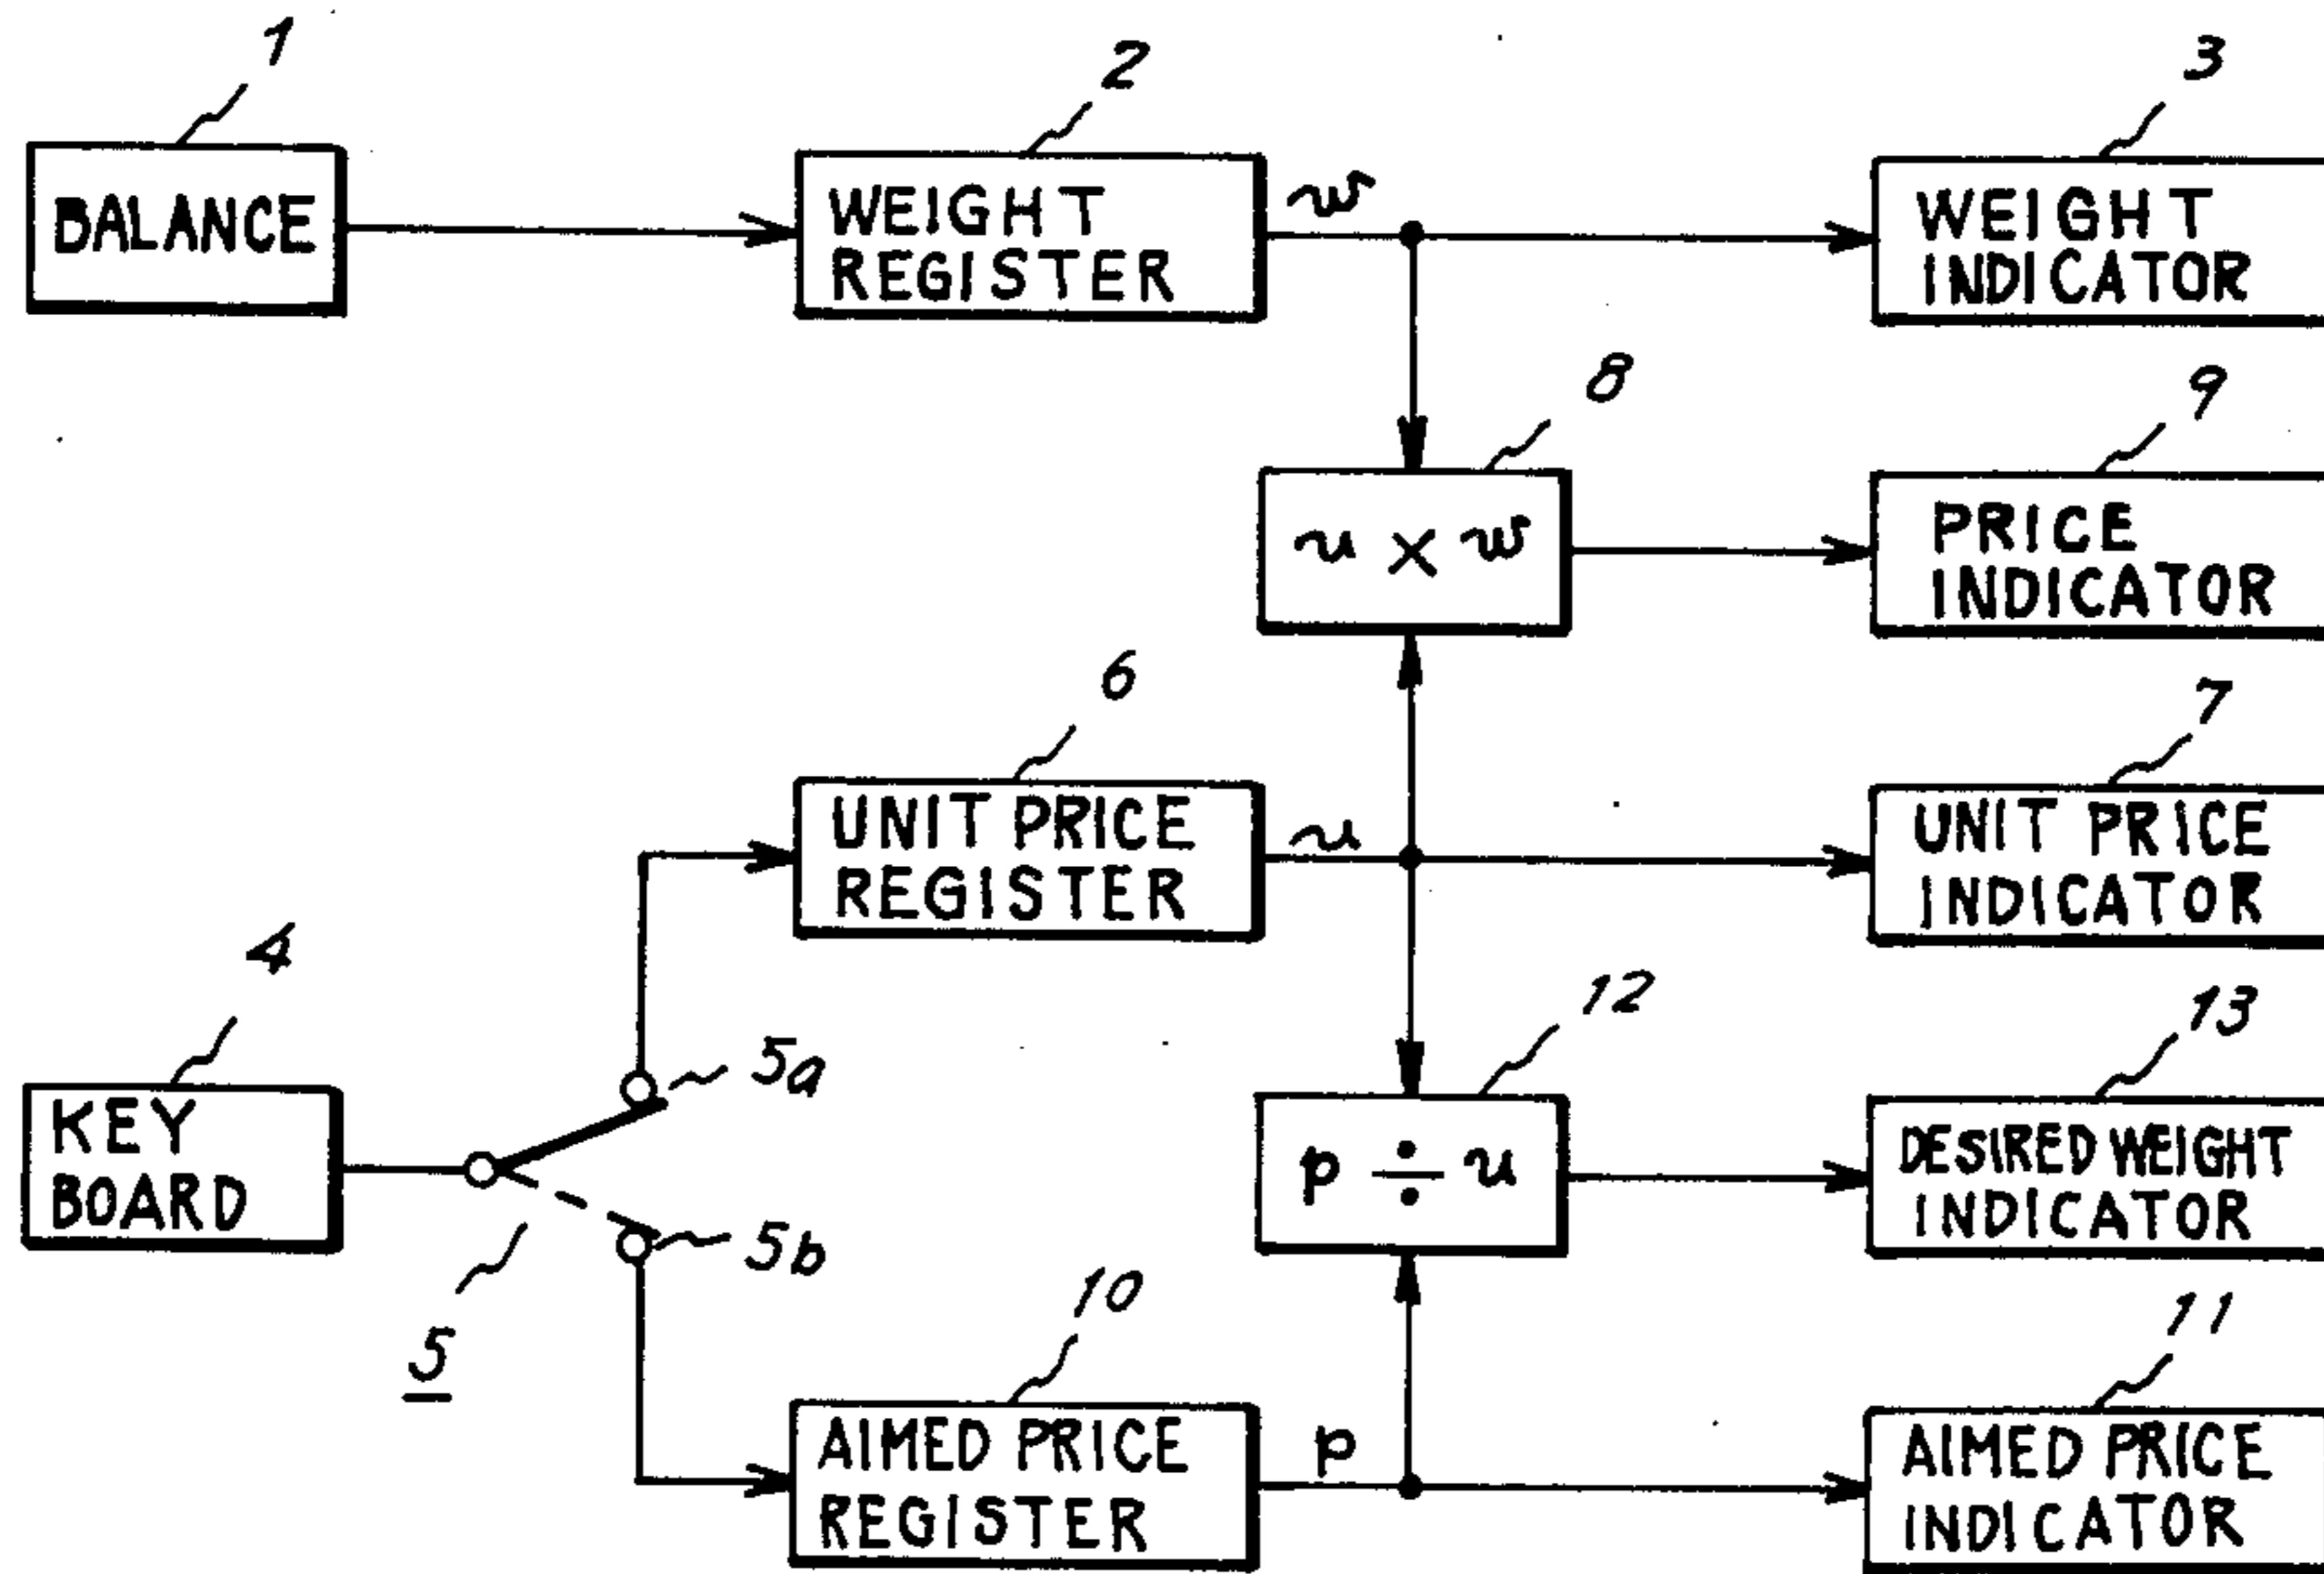 1
2
3
BALANCE
WEIGHT
REGISTER
w
WEIGHT
INDICATOR
8
9
u × w
PRICE
INDICATOR
6
7
UNIT PRICE
REGISTER
u
UNIT PRICE
INDICATOR
4
12
13
5a
KEY
BOARD
p ÷ u
DESIRED WEIGHT
INDICATOR
5b
5
10
11
AIMED PRICE
REGISTER
p
AIMED PRICE
INDICATOR